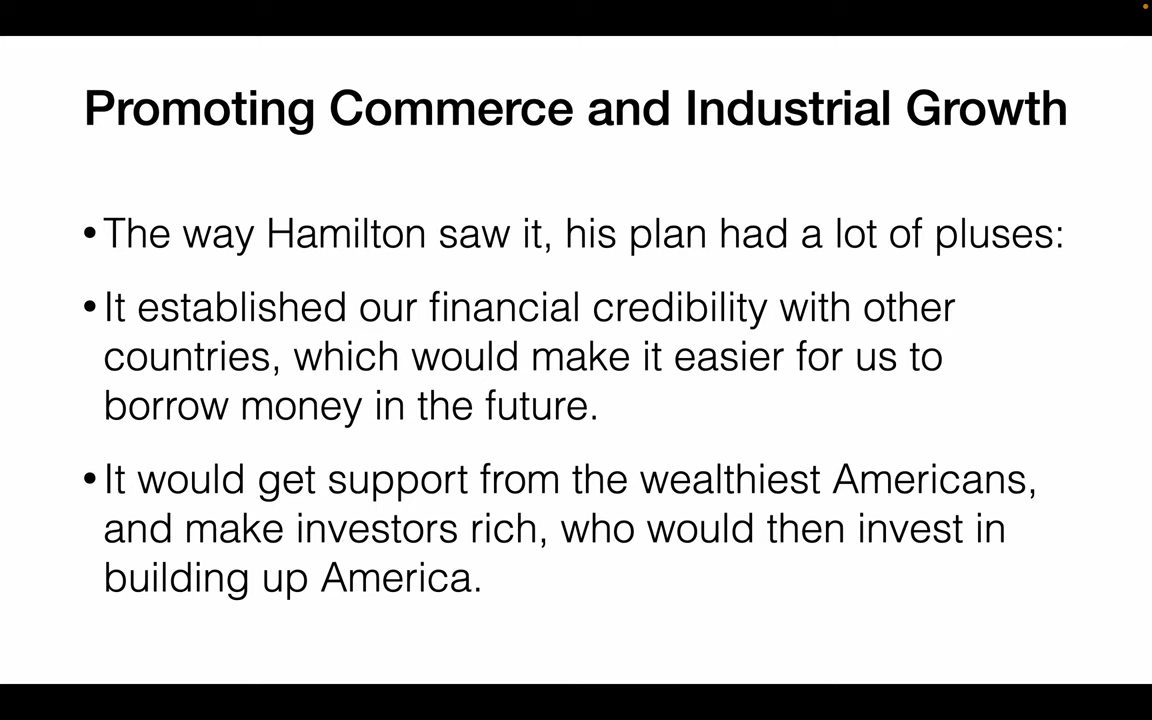 Promoting Commerce and Industrial Growth
•The way Hamilton saw it, his plan had a lot of pluses:
•It established our financial credibility with other
countries, which would make it easier for us to
borrow money in the future.
•It would get support from the wealthiest Americans,
and make investors rich, who would then invest in
building up America.